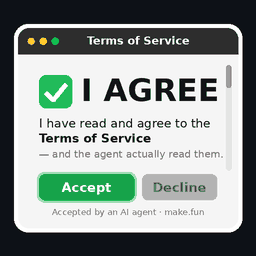 Terms of Service
I AGREE
I have read and agree to the
Terms of Service
— and the agent actually read them.
Accept
Decline
Accepted by an AI agent · make.fun